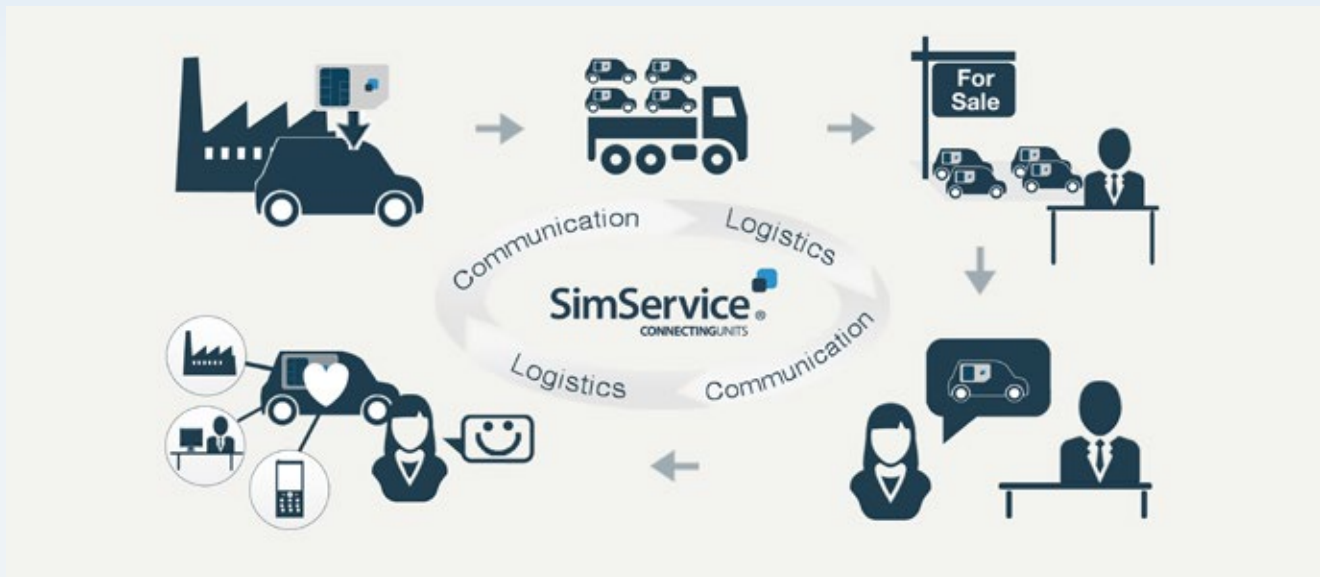 For
Sale
Communication
Logistics
SimService®
CONNECTINGUNITS
Logistics
Communication